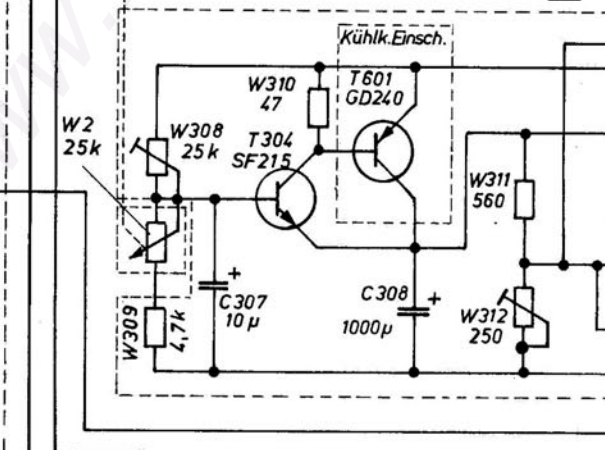 Kühlk. Einsch.
W310
47
T601
GD240
W2
25k
W308
25k
T304
SF215
W311
560
C307
10µ
+
C308
1000µ
+
W312
250
W309
4,7k
www.